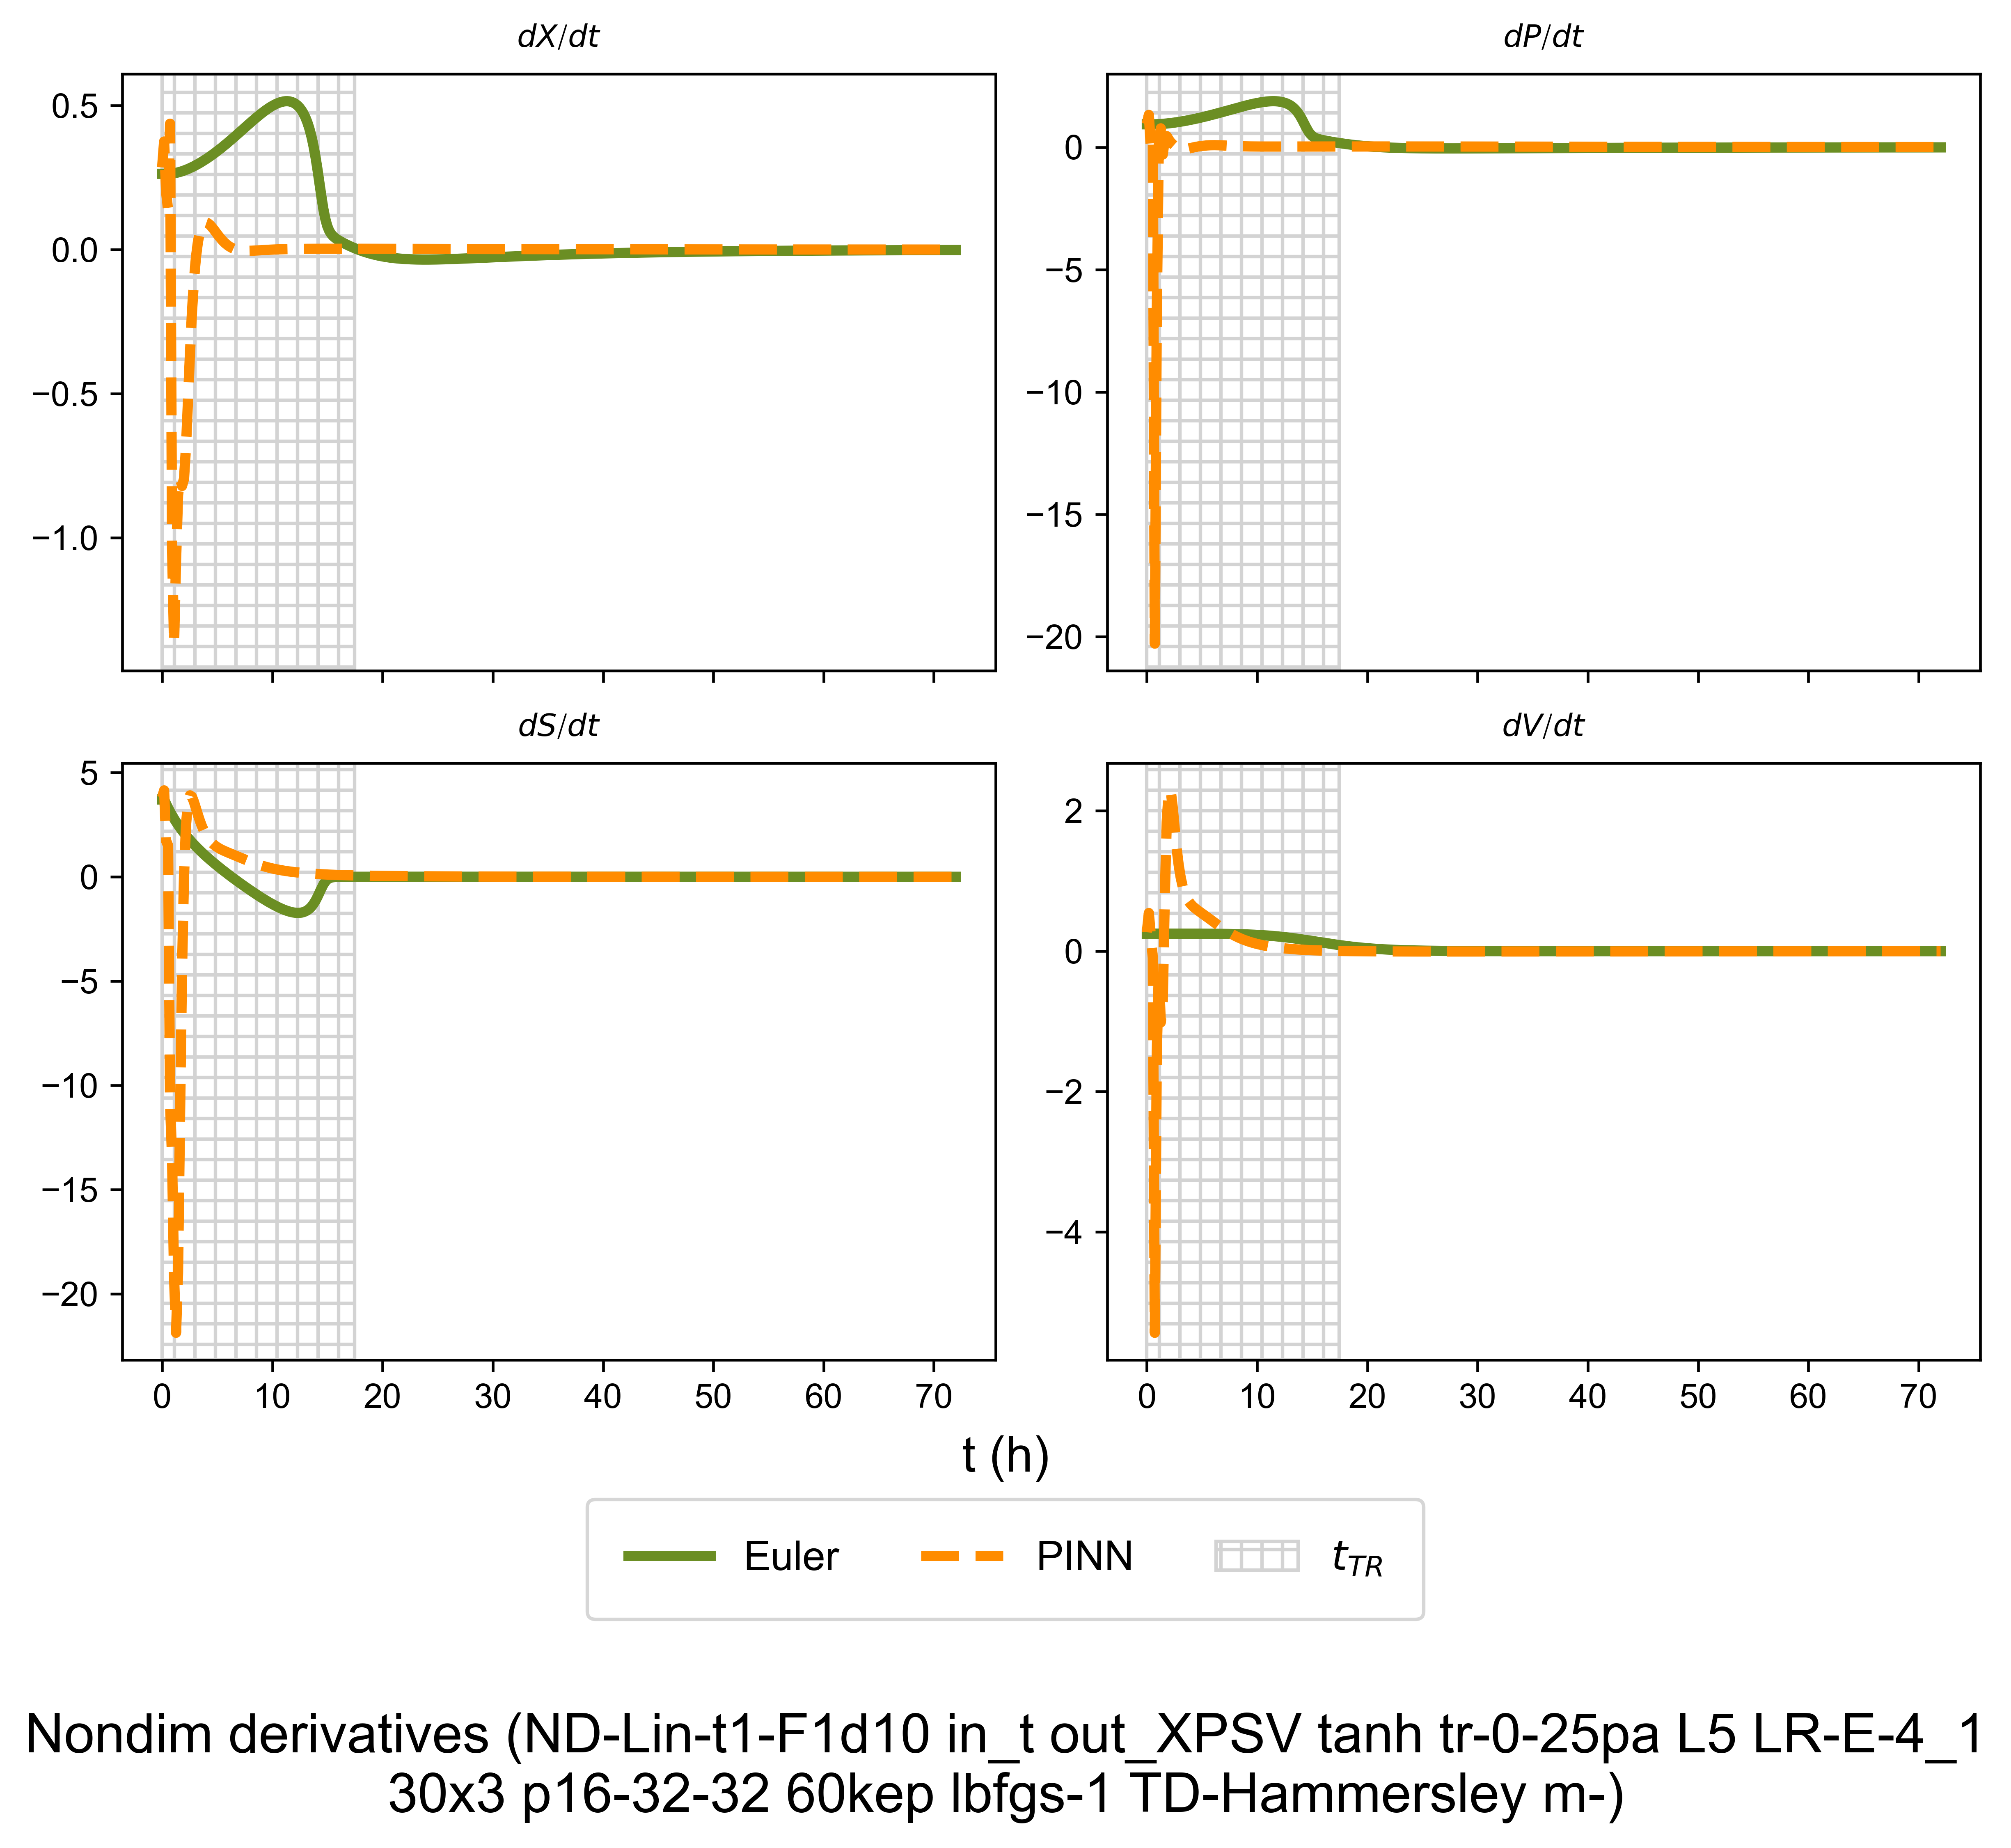 dX/dt
dP/dt
0.5
0.0
−0.5
−1.0
0
−5
−10
−15
−20
dS/dt
dV/dt
5
0
−5
−10
−15
−20
2
0
−2
−4
0 10 20 30 40 50 60 70
0 10 20 30 40 50 60 70
t (h)
Euler PINN t_TR
Nondim derivatives (ND-Lin-t1-F1d10 in_t out_XPSV tanh tr-0-25pa L5 LR-E-4_1
30x3 p16-32-32 60kep lbfgs-1 TD-Hammersley m-)